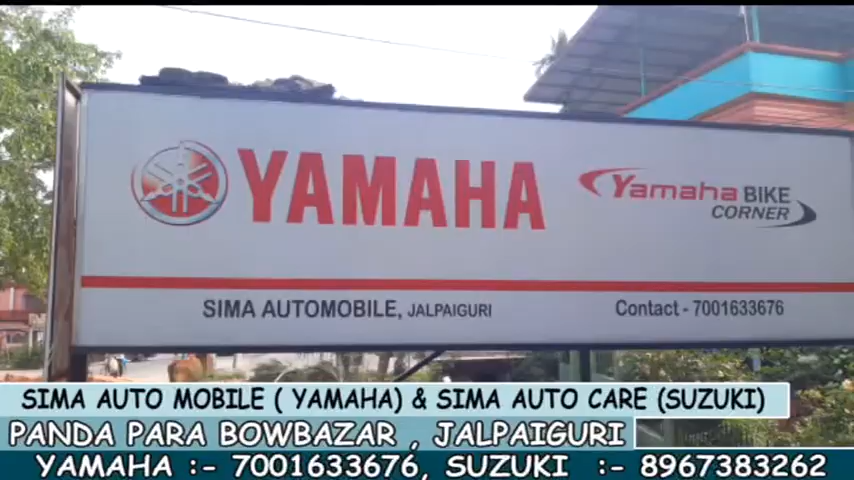 YAMAHA
Yamaha BIKE
CORNER
SIMA AUTOMOBILE, JALPAIGURI
Contact - 7001633676
SIMA AUTO MOBILE ( YAMAHA) & SIMA AUTO CARE (SUZUKI)
PANDA PARA BOWBAZAR , JALPAIGURI
YAMAHA :- 7001633676, SUZUKI :- 8967383262